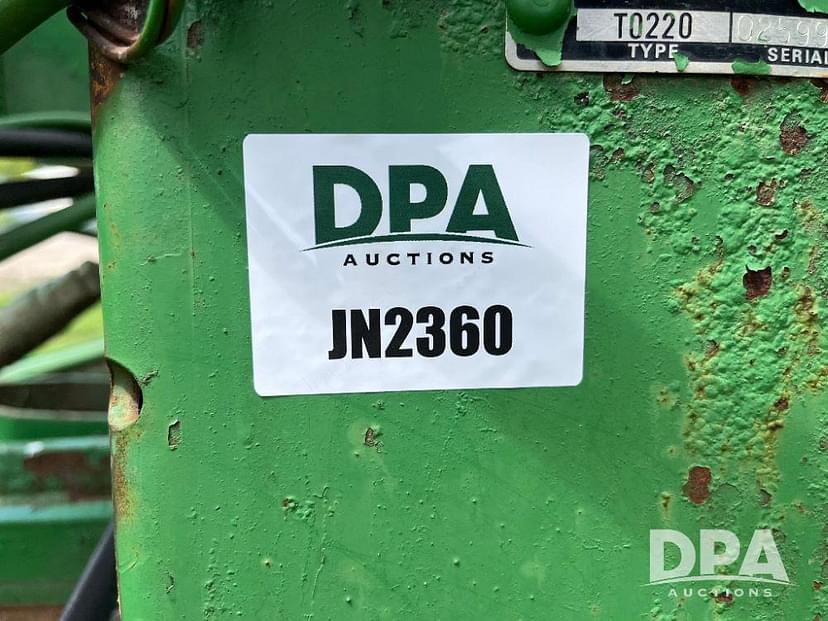 T0220
TYPE SERIAL
DPA
AUCTIONS
JN2360
DPA
AUCTIONS